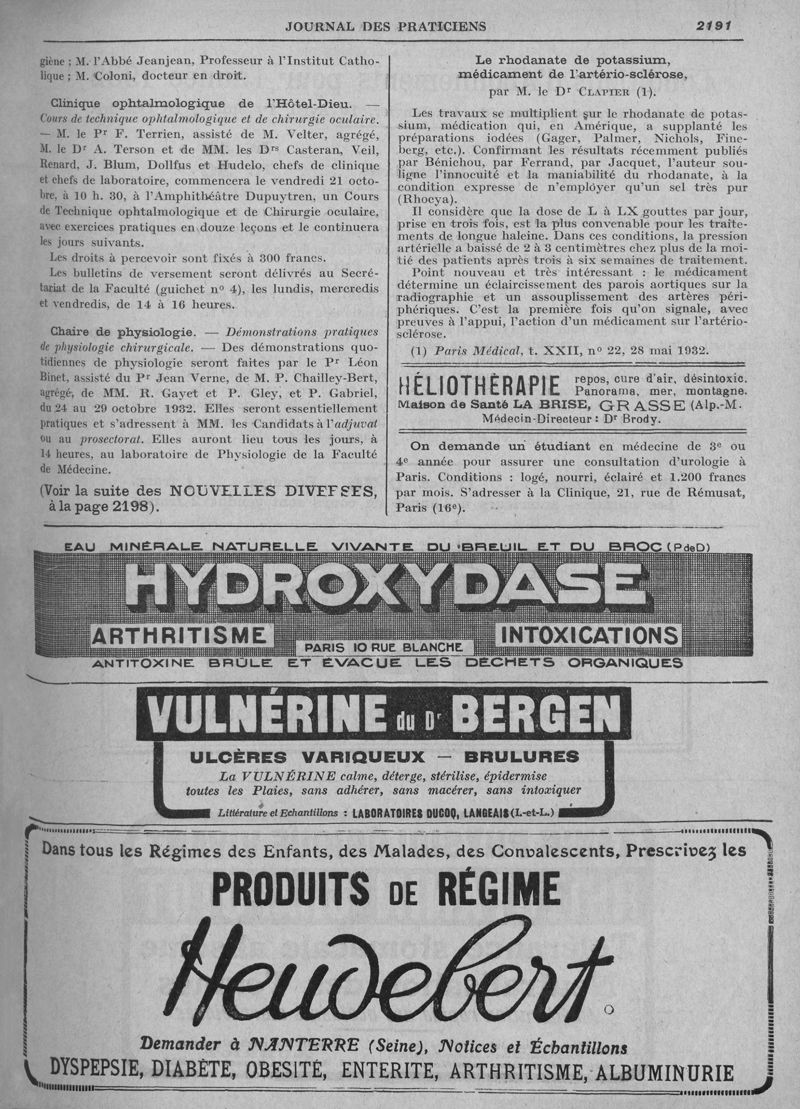 JOURNAL DES PRATICIENS
2191
giène ; M. l'Abbé Jeanjean, Professeur à l'Institut Catho-
lique ; M. Coloni, docteur en droit.
Clinique ophtalmologique de l'Hôtel-Dieu. —
Cours de technique ophtalmologique et de chirurgie oculaire.
— M. le Pr F. Terrien, assisté de M. Velter, agrégé,
M. le Dr A. Terson et de MM. les Drs Casteran, Veil,
Renard, J. Blum, Dollfus et Hudelo, chefs de clinique
et chefs de laboratoire, commencera le vendredi 21 octo-
bre, à 10 h. 30, à l'Amphithéâtre Dupuytren, un Cours
de Technique ophtalmologique et de Chirurgie oculaire,
avec exercices pratiques en douze leçons et le continuera
les jours suivants.
Les droits à percevoir sont fixés à 300 francs.
Les bulletins de versement seront délivrés au Secré-
tariat de la Faculté (guichet n° 4), les lundis, mercredis
et vendredis, de 14 à 16 heures.
Chaire de physiologie. — Démonstrations pratiques
de physiologie chirurgicale. — Des démonstrations quo-
tidiennes de physiologie seront faites par le Pr Léon
Binet, assisté du Pr Jean Verne, de M. P. Chailley-Bert,
agrégé, de MM. R. Gayet et P. Gley, et P. Gabriel,
du 24 au 29 octobre 1932. Elles seront essentiellement
pratiques et s'adressent à MM. les Candidats à l'adjuvat
ou au prosectorat. Elles auront lieu tous les jours, à
14 heures, au laboratoire de Physiologie de la Faculté
de Médecine.
(Voir la suite des NOUVELLES DIVERSES,
à la page 2198).
Le rhodanate de potassium,
médicament de l'artério-sclérose,
par M. le Dr CLAPIER (1).
Les travaux se multiplient sur le rhodanate de potas-
sium, médication qui, en Amérique, a supplanté les
prépadations iodées (Gager, Palmer, Nichols, Fine-
berg, etc.). Confirmant les résultats récemment publiés
par Bénichou, par Ferrand, par Jacquet, l'auteur sou-
ligne l'innocuité et la maniabilité du rhodanate, à la
condition expresse de n'employer qu'un sel très pur
(Rhocya).
Il considère que la dose de L à LX gouttes par jour,
prise en trois fois, est la plus convenable pour les traite-
ments de longue haleine. Dans ces conditions, la pression
artérielle a baissé de 2 à 3 centimètres chez plus de la moi-
tié des patients après trois à six semaines de traitement.
Point nouveau et très intéressant : le médicament
détermine un éclaircissement des parois aortiques sur la
radiographie et un assouplissement des artères péri-
phériques. C'est la première fois qu'on signale, avec
preuves à l'appui, l'action d'un médicament sur l'artério-
sclérose.
(1) Paris Médical, t. XXII, n° 22, 28 mai 1932.
HÉLIOTHÈRAPIE repos, cure d'air, désintoxic.
Panorama, mer, montagne.
Maison de Santé LA BRISE, GRASSE (Alp.-M.
Médecin-Directeur : Dr Brody.
On demande un étudiant en médecine de 3e ou
4e année pour assurer une consultation d'urologie à
Paris. Conditions : logé, nourri, éclairé et 1.200 francs
par mois. S'adresser à la Clinique, 21, rue de Rémusat,
Paris (16e).
EAU MINÉRALE NATURELLE VIVANTE DU BREUIL ET DU BROC (P de D)
HYDROXYDASE
ARTHRITISME
PARIS 10 RUE BLANCHE
INTOXICATIONS
ANTITOXINE BRÛLE ET ÉVACUE LES DÉCHETS ORGANIQUES
VULNÉRINE du Dr BERGEN
ULCÈRES VARIQUEUX — BRULURES
La VULNÉRINE calme, déterge, stérilise, épidermise
toutes les Plaies, sans adhérer, sans macérer, sans intoxiquer
Littérature et Echantillons : LABORATOIRES DUCOQ, LANGEAIS (I.-et-L.)
Dans tous les Régimes des Enfants, des Malades, des Convalescents, Prescrivez les
PRODUITS DE RÉGIME
Heudebert.
Demander à NANTERRE (Seine), Notices et Échantillons
DYSPEPSIE, DIABÈTE, OBESITÉ, ENTERITE, ARTHRITISME, ALBUMINURIE